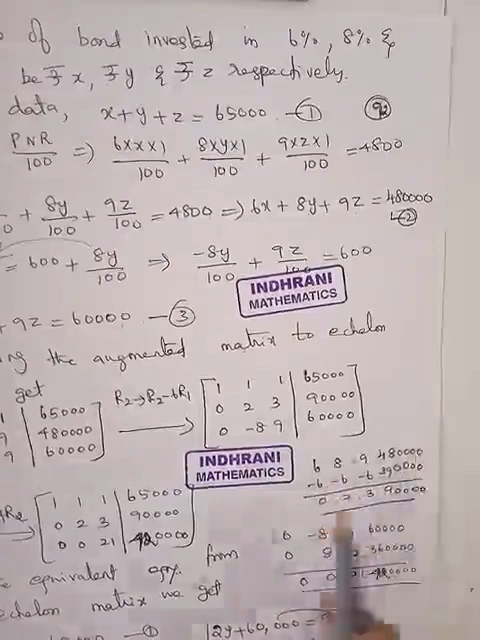 Of bond invested in 6%, 8% &
be ₹ x, ₹ y & ₹ z respectively.
data, x+y+z = 65000 —①
PNR/100 => 6×x×1/100 + 8×y×1/100 + 9×z×1/100 = 4800
+ 8y/100 + 9z/100 = 4800 => 6x + 8y + 9z = 480000 —②
= 600 + 8y/100 => -8y/100 + 9z/100 = 600
INDHRANI
MATHEMATICS
+ 9z = 60000 —③
the augmented matrix to echelon
get
65000
480000
60000
R2→R2-6R1
1 1 1 | 65000
0 2 3 | 90000
0 -8 9 | 60000
INDHRANI
MATHEMATICS
6 8 9 480000
-6 -6 -6 390000
0 2 3 90000
1 1 1 | 65000
0 2 3 | 90000
0 0 21 | 420000
0 -8 60000
0 8 360000
equivalent from
echelon matrix we get
—①
2y+60,000=